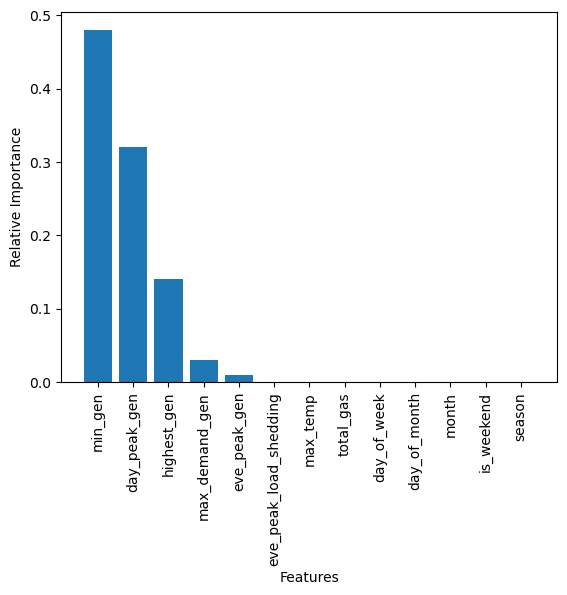 0.5
0.4
0.3
0.2
0.1
0.0
Relative Importance
min_gen
day_peak_gen
highest_gen
max_demand_gen
eve_peak_gen
eve_peak_load_shedding
max_temp
total_gas
day_of_week
day_of_month
month
is_weekend
season
Features